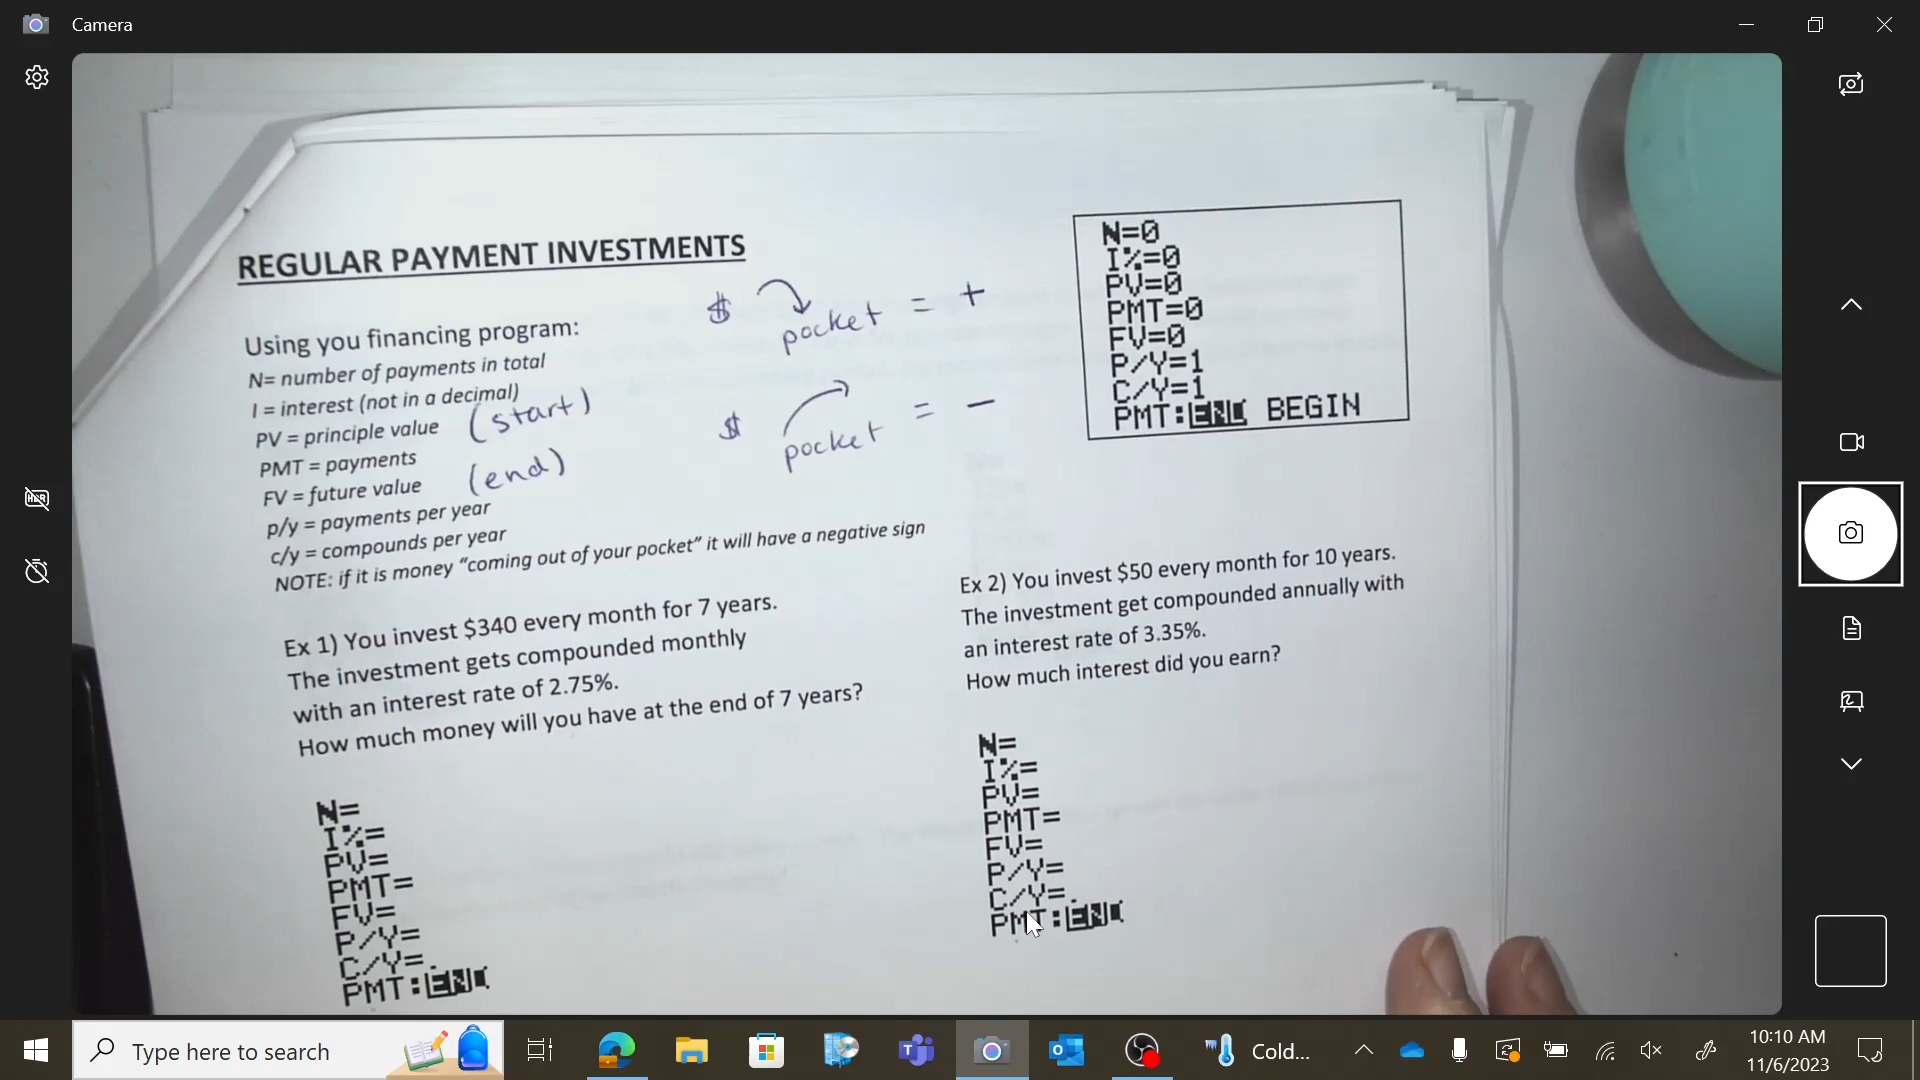 Camera
REGULAR PAYMENT INVESTMENTS
Using you financing program:
N= number of payments in total
I = interest (not in a decimal)
PV = principle value (start)
PMT = payments
FV = future value (end)
p/y = payments per year
c/y = compounds per year
NOTE: if it is money "coming out of your pocket" it will have a negative sign
$ pocket = +
$ pocket = -
N=0
I%=0
PV=0
PMT=0
FV=0
P/Y=1
C/Y=1
PMT:END BEGIN
Ex 1) You invest $340 every month for 7 years.
The investment gets compounded monthly
with an interest rate of 2.75%.
How much money will you have at the end of 7 years?
N=
I%=
PV=
PMT=
FV=
P/Y=
C/Y=
PMT:END
Ex 2) You invest $50 every month for 10 years.
The investment get compounded annually with
an interest rate of 3.35%.
How much interest did you earn?
N=
I%=
PV=
PMT=
FV=
P/Y=
C/Y=
PMT:END
HDR
Type here to search
Cold...
10:10 AM
11/6/2023